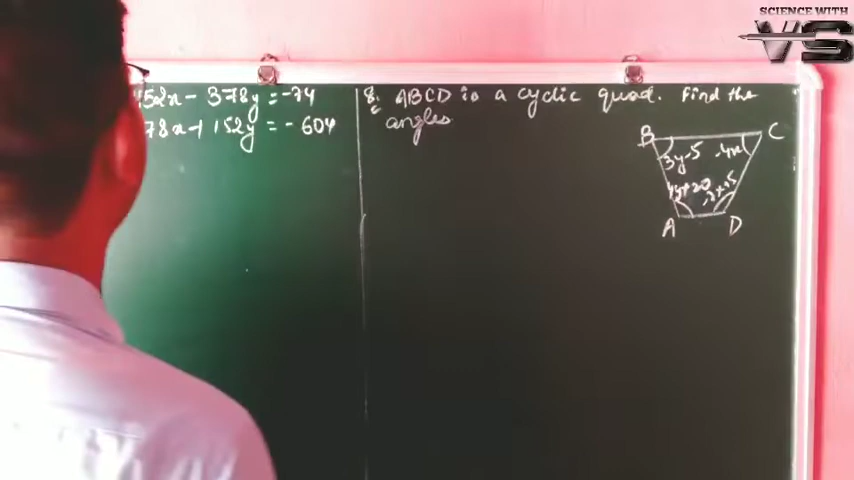 SCIENCE WITH
VS
152x - 378y = -74
78x + 152y = -604
8. ABCD is a cyclic quad. Find the
angles
B
C
3y-5
-4x
4y+20
-7x+5
A
D